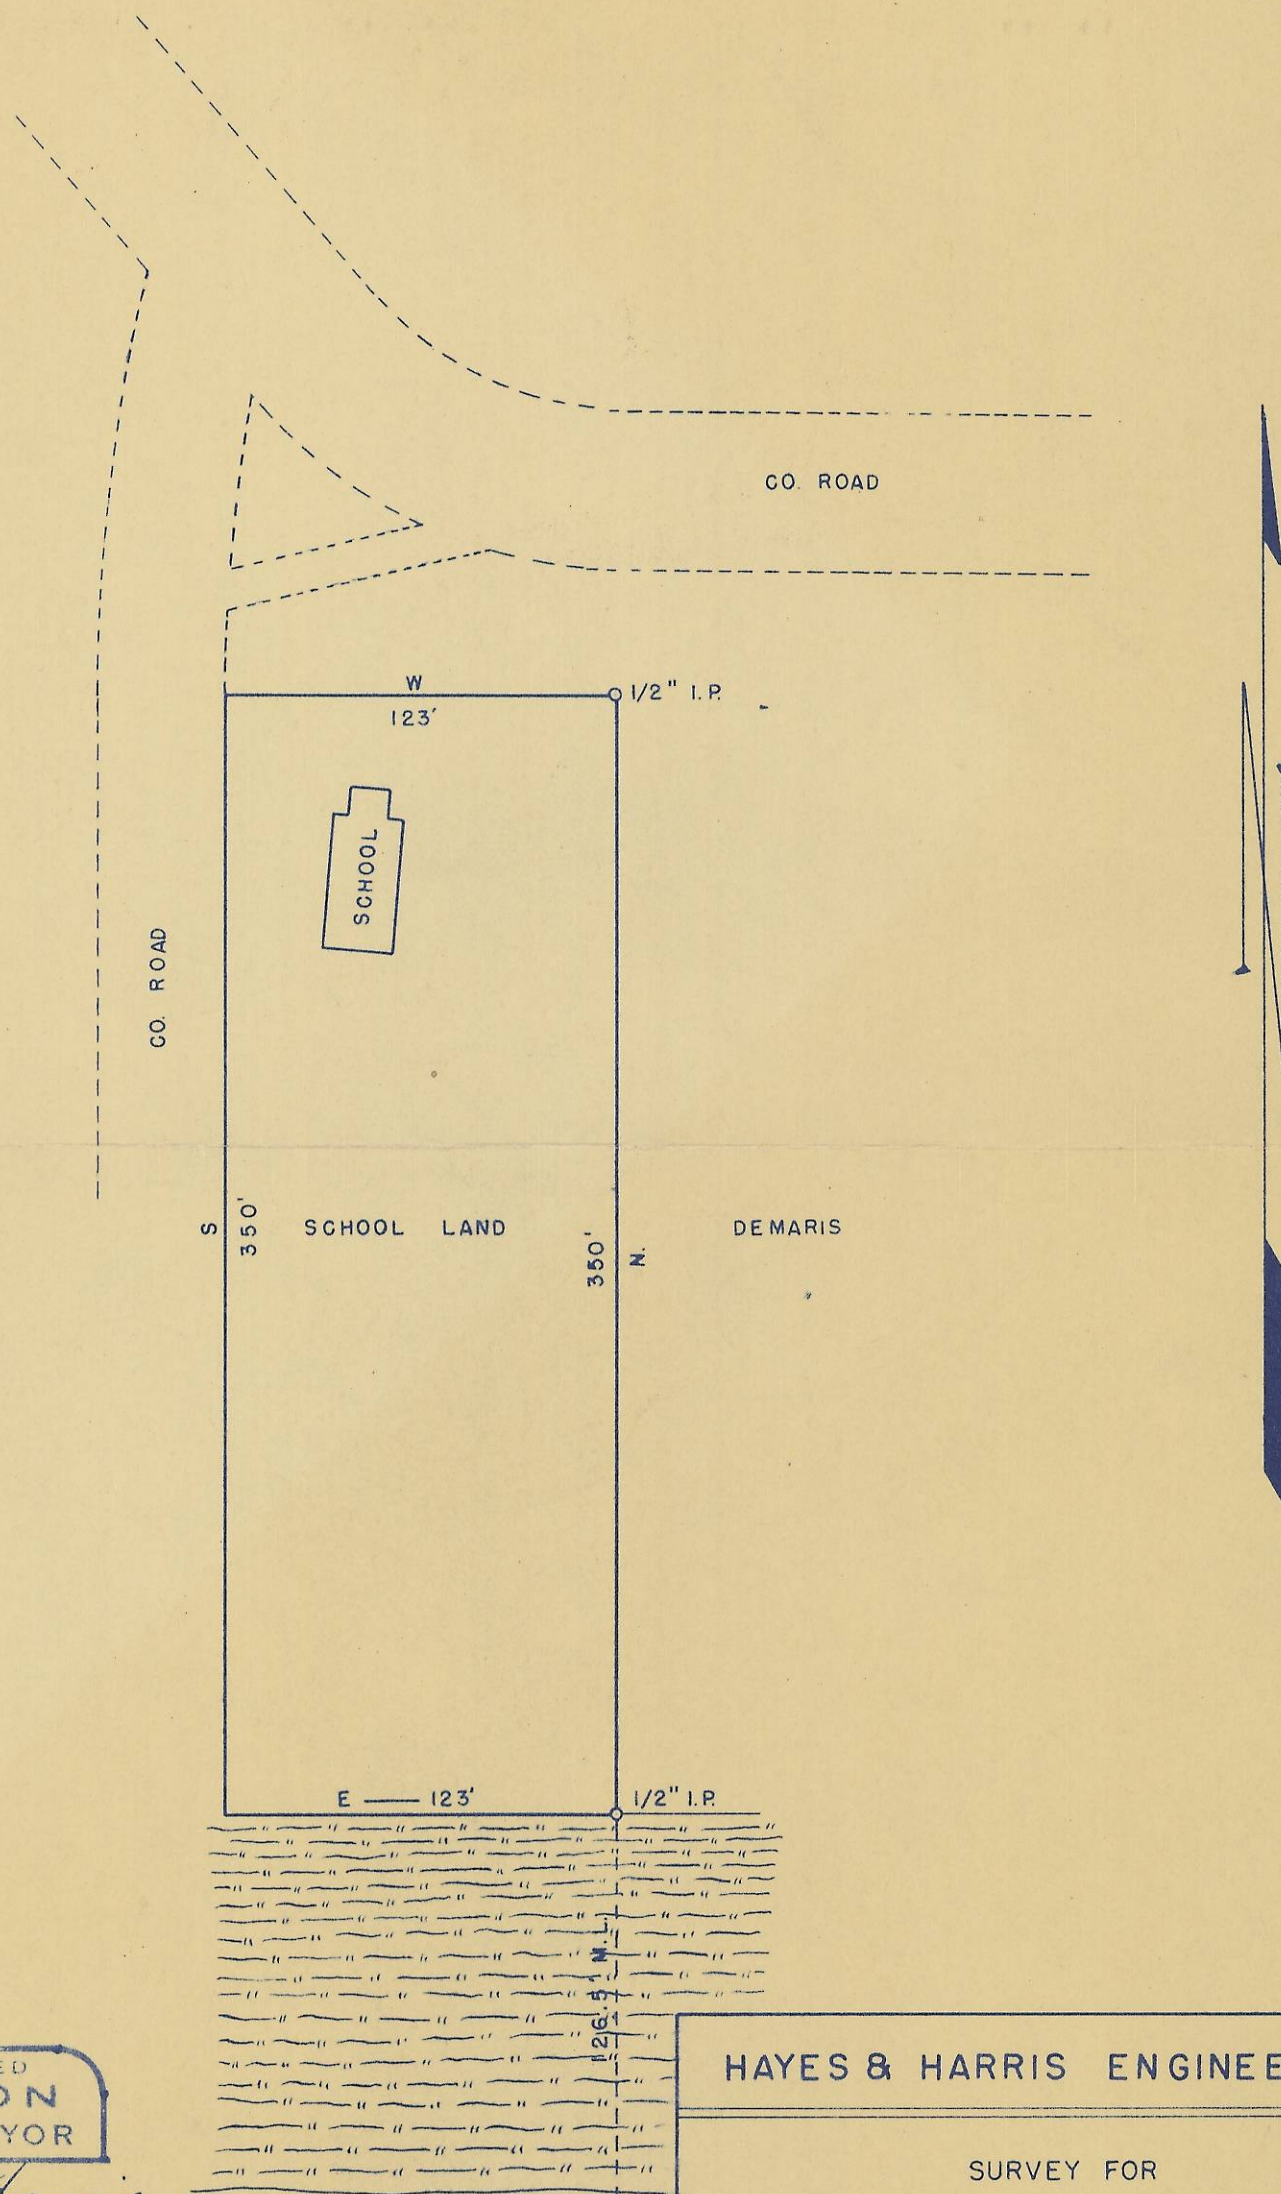 CO. ROAD
W
123'
1/2" I.P.
SCHOOL
CO. ROAD
S
350'
SCHOOL LAND
350'
N.
DEMARIS
E —— 123'
1/2" I.P.
126.5' M.L.
ED
ON
YOR
HAYES & HARRIS ENGINEE
SURVEY FOR